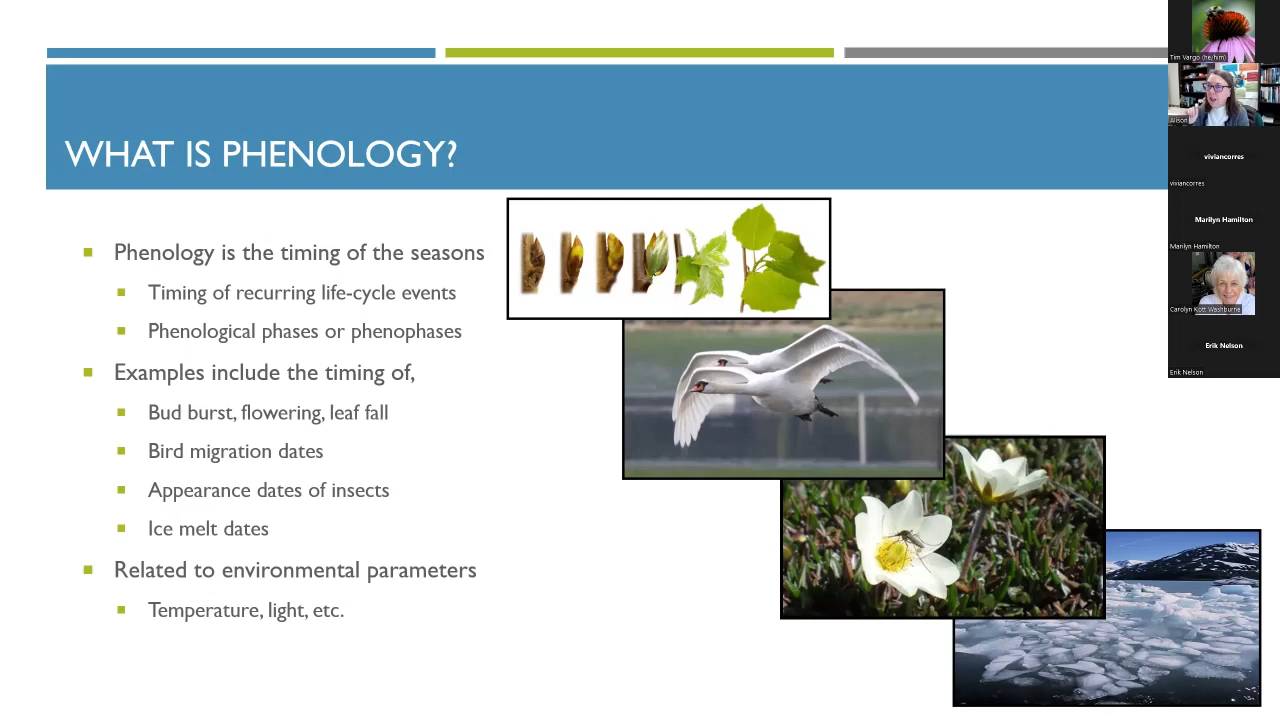 WHAT IS PHENOLOGY?
Phenology is the timing of the seasons
Timing of recurring life-cycle events
Phenological phases or phenophases
Examples include the timing of,
Bud burst, flowering, leaf fall
Bird migration dates
Appearance dates of insects
Ice melt dates
Related to environmental parameters
Temperature, light, etc.
Tim Vargo (he/him)
Alison
viviancorres
viviancorres
Marilyn Hamilton
Marilyn Hamilton
Carolyn Kott Washburne
Erik Nelson
Erik Nelson